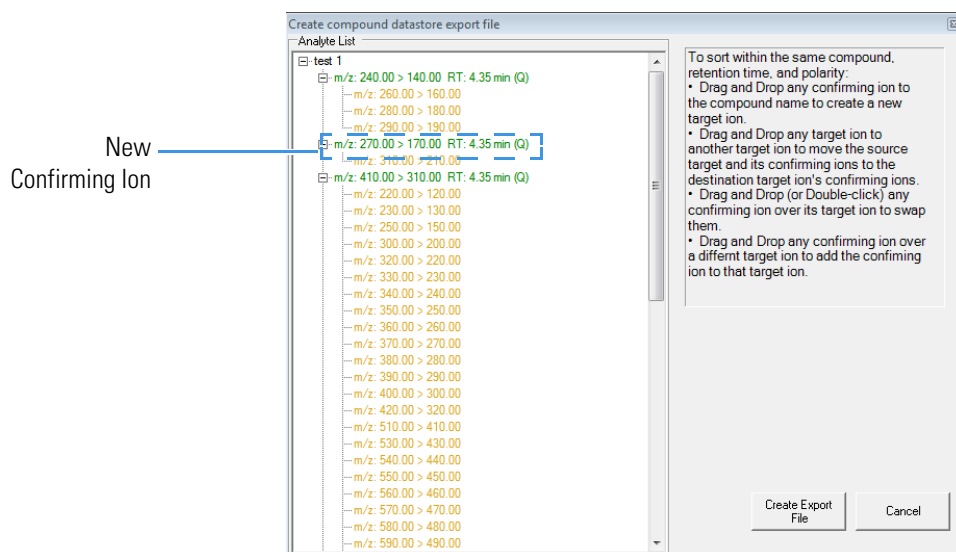 Create compound datastore export file
Analyte List
test 1
m/z: 240.00 > 140.00 RT: 4.35 min (Q)
m/z: 260.00 > 160.00
m/z: 280.00 > 180.00
m/z: 290.00 > 190.00
m/z: 270.00 > 170.00 RT: 4.35 min (Q)
m/z: 310.00 > 210.00
m/z: 410.00 > 310.00 RT: 4.35 min (Q)
m/z: 220.00 > 120.00
m/z: 230.00 > 130.00
m/z: 250.00 > 150.00
m/z: 300.00 > 200.00
m/z: 320.00 > 220.00
m/z: 330.00 > 230.00
m/z: 340.00 > 240.00
m/z: 350.00 > 250.00
m/z: 360.00 > 260.00
m/z: 370.00 > 270.00
m/z: 380.00 > 280.00
m/z: 390.00 > 290.00
m/z: 400.00 > 300.00
m/z: 420.00 > 320.00
m/z: 510.00 > 410.00
m/z: 530.00 > 430.00
m/z: 540.00 > 440.00
m/z: 550.00 > 450.00
m/z: 560.00 > 460.00
m/z: 570.00 > 470.00
m/z: 580.00 > 480.00
m/z: 590.00 > 490.00
New
Confirming Ion
To sort within the same compound,
retention time, and polarity:
• Drag and Drop any confirming ion to
the compound name to create a new
target ion.
• Drag and Drop any target ion to
another target ion to move the source
target and its confirming ions to the
destination target ion's confirming ions.
• Drag and Drop (or Double-click) any
confirming ion over its target ion to swap
them.
• Drag and Drop any confirming ion over
a differnt target ion to add the confiming
ion to that target ion.
Create Export
File
Cancel